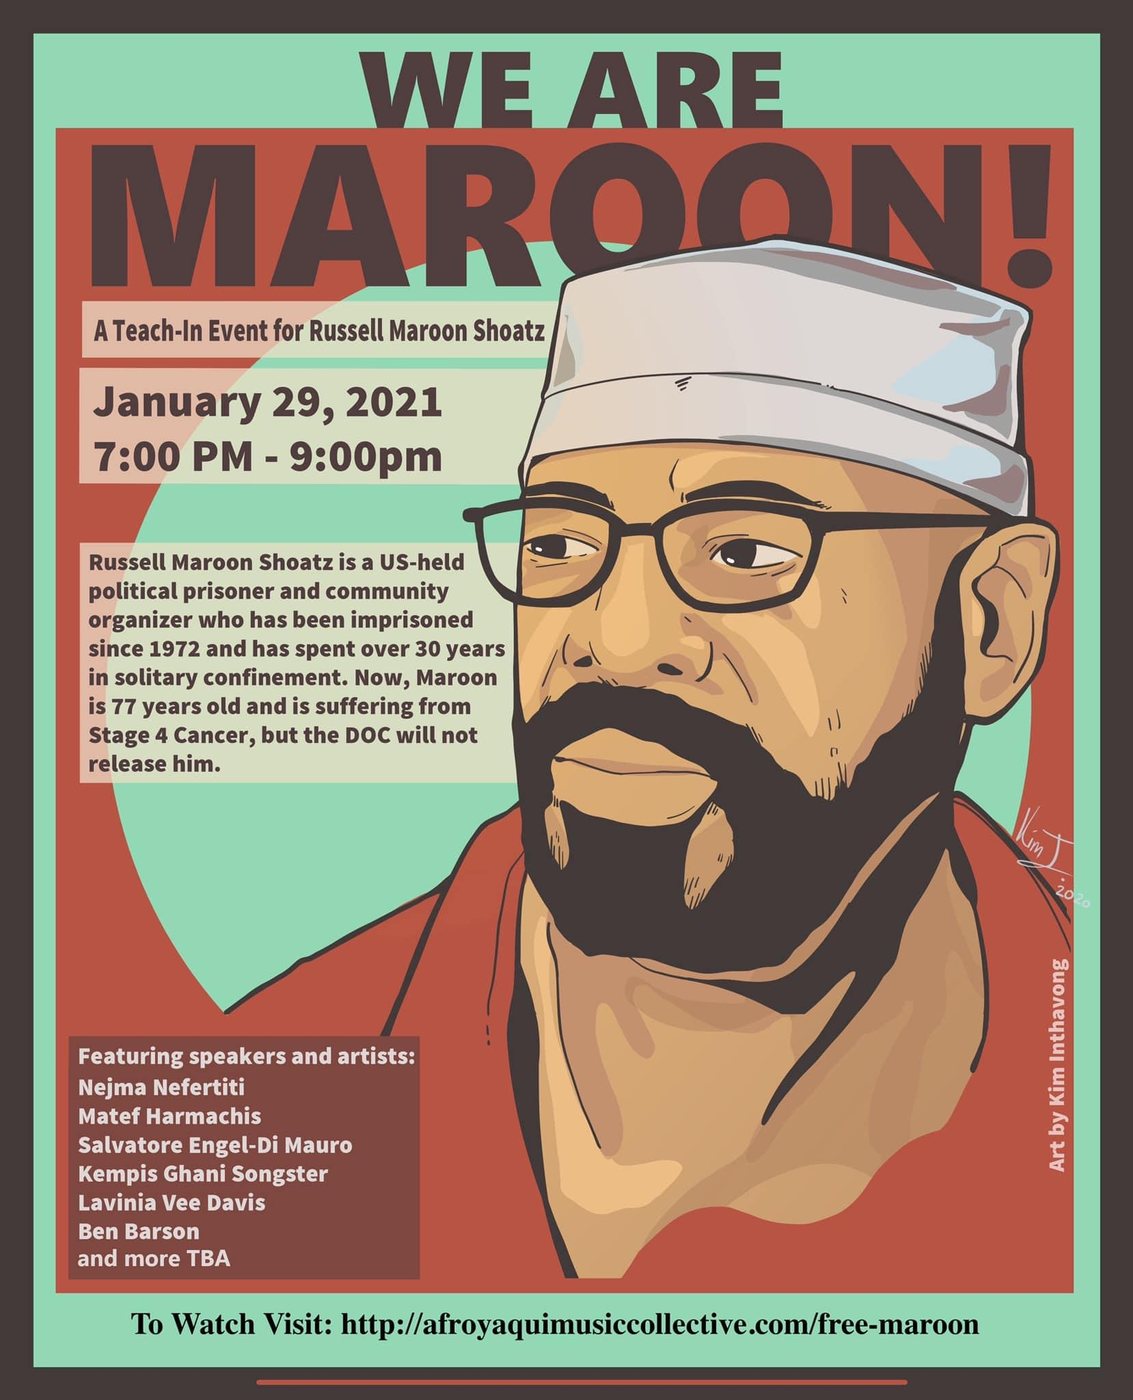 WE ARE
MAROON!
A Teach-In Event for Russell Maroon Shoatz
January 29, 2021
7:00 PM - 9:00pm
Russell Maroon Shoatz is a US-held
political prisoner and community
organizer who has been imprisoned
since 1972 and has spent over 30 years
in solitary confinement. Now, Maroon
is 77 years old and is suffering from
Stage 4 Cancer, but the DOC will not
release him.
Kim I.
2020
Art by Kim Inthavong
Featuring speakers and artists:
Nejma Nefertiti
Matef Harmachis
Salvatore Engel-Di Mauro
Kempis Ghani Songster
Lavinia Vee Davis
Ben Barson
and more TBA
To Watch Visit: http://afroyaquimusiccollective.com/free-maroon